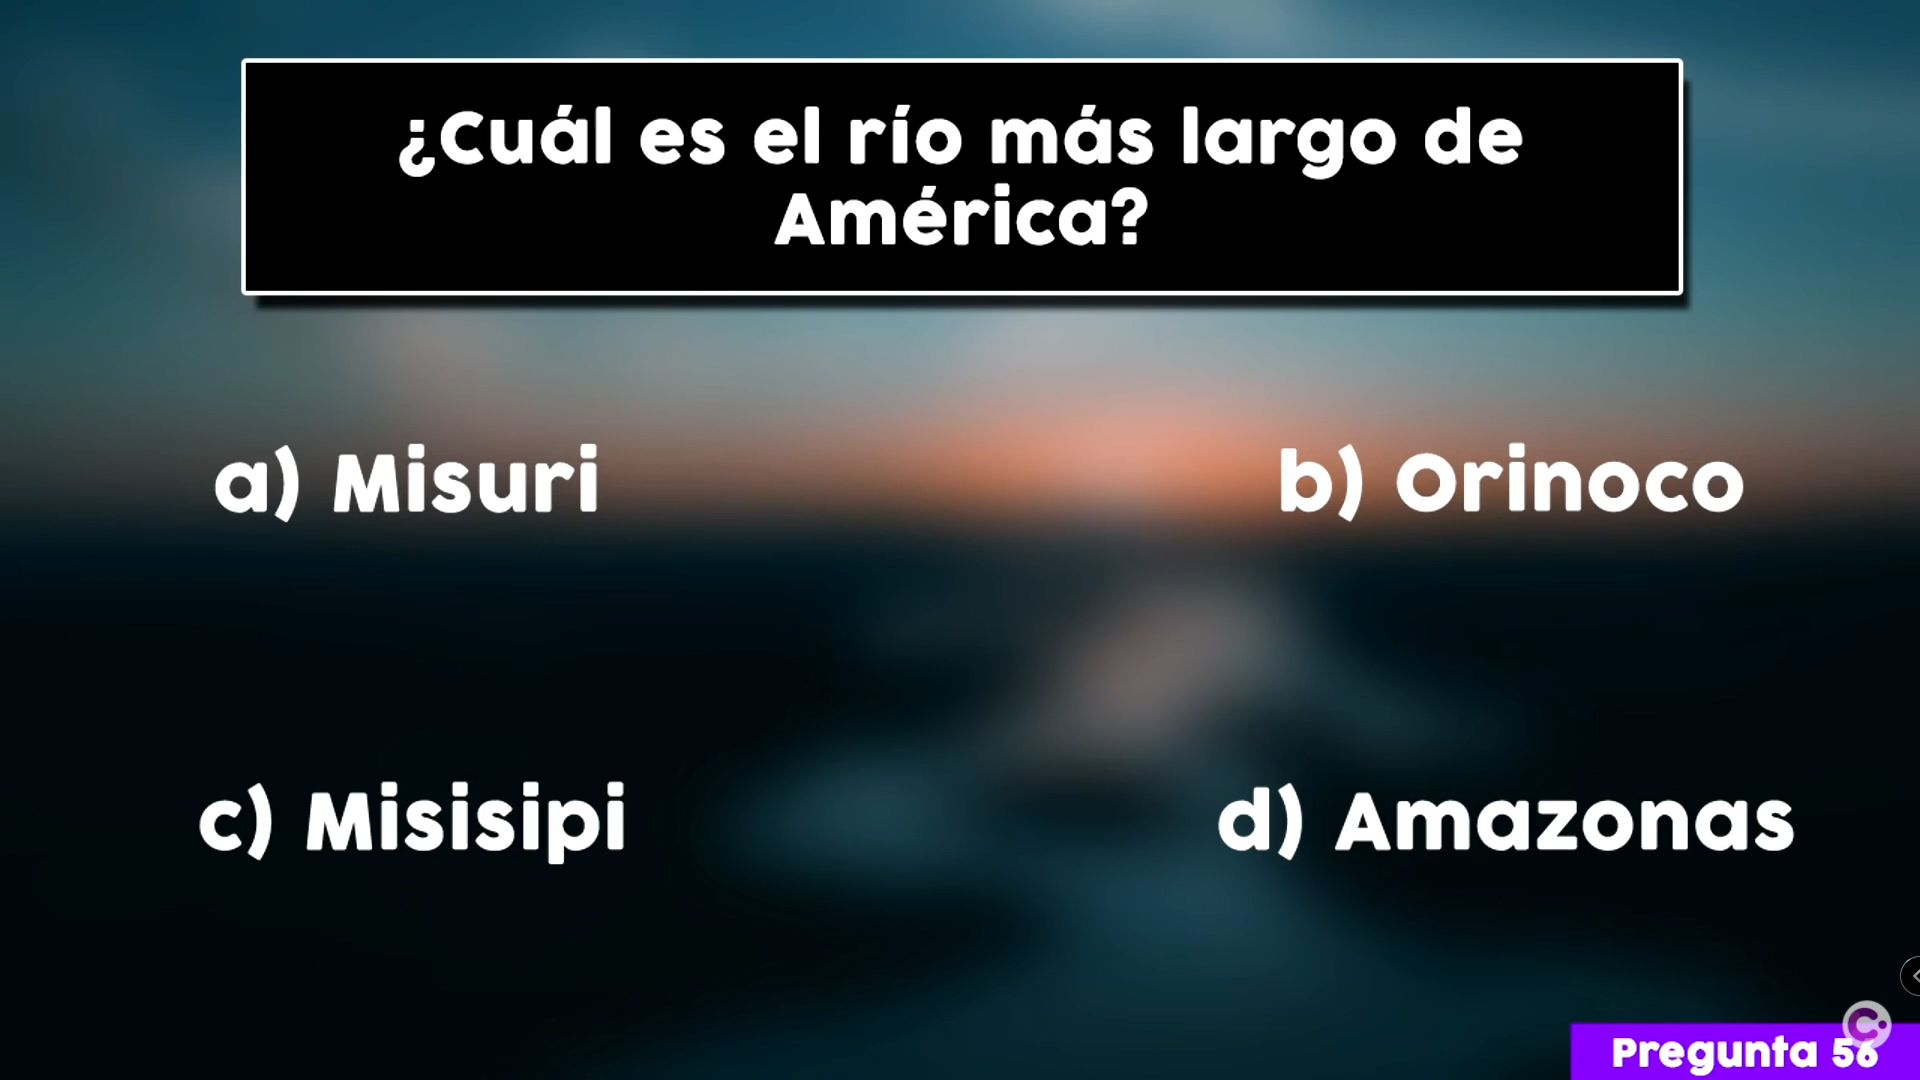 ¿Cuál es el río más largo de
América?
a) Misuri
b) Orinoco
c) Misisipi
d) Amazonas
Pregunta 56